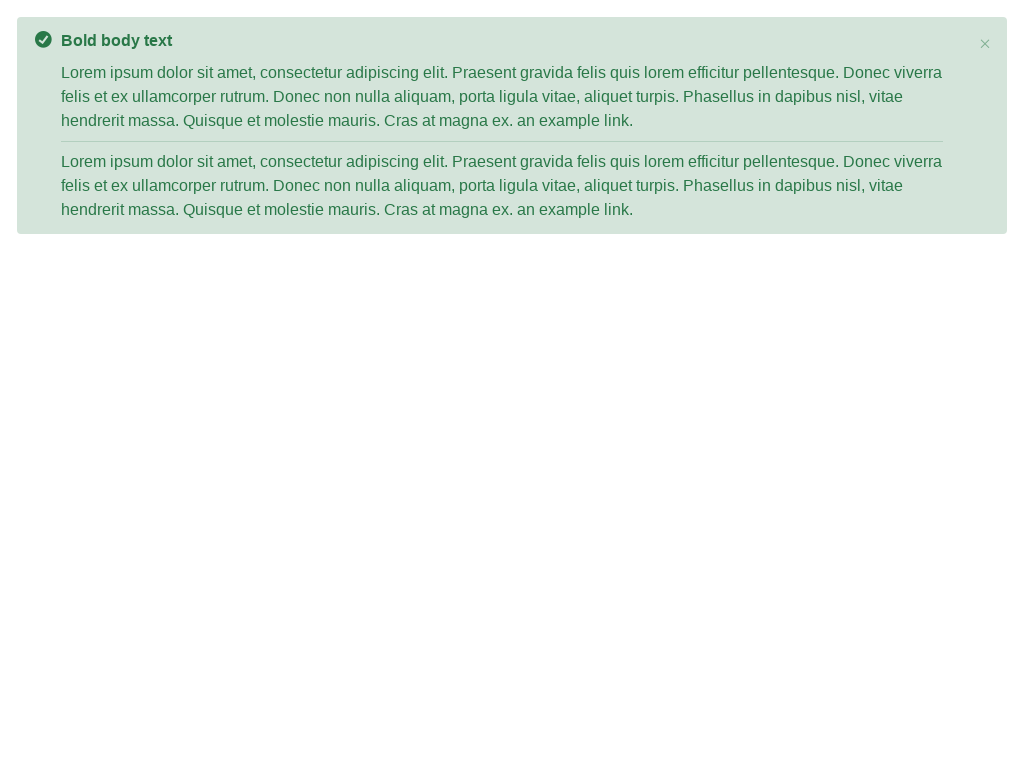 Bold body text
Lorem ipsum dolor sit amet, consectetur adipiscing elit. Praesent gravida felis quis lorem efficitur pellentesque. Donec viverra
felis et ex ullamcorper rutrum. Donec non nulla aliquam, porta ligula vitae, aliquet turpis. Phasellus in dapibus nisl, vitae
hendrerit massa. Quisque et molestie mauris. Cras at magna ex. an example link.
Lorem ipsum dolor sit amet, consectetur adipiscing elit. Praesent gravida felis quis lorem efficitur pellentesque. Donec viverra
felis et ex ullamcorper rutrum. Donec non nulla aliquam, porta ligula vitae, aliquet turpis. Phasellus in dapibus nisl, vitae
hendrerit massa. Quisque et molestie mauris. Cras at magna ex. an example link.